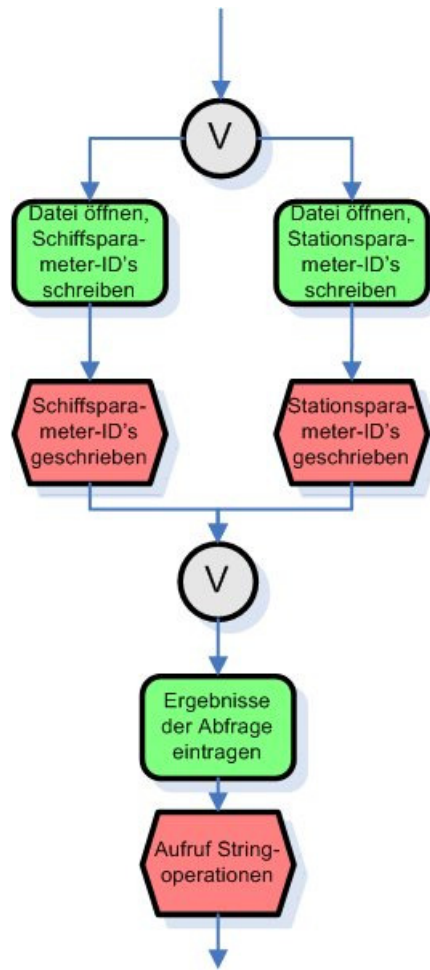 V
Datei öffnen,
Schiffspara-
meter-ID's
schreiben
Datei öffnen,
Stationspara-
meter-ID's
schreiben
Schiffspara-
meter-ID's
geschrieben
Stationspara-
meter-ID's
geschrieben
V
Ergebnisse
der Abfrage
eintragen
Aufruf String-
operationen